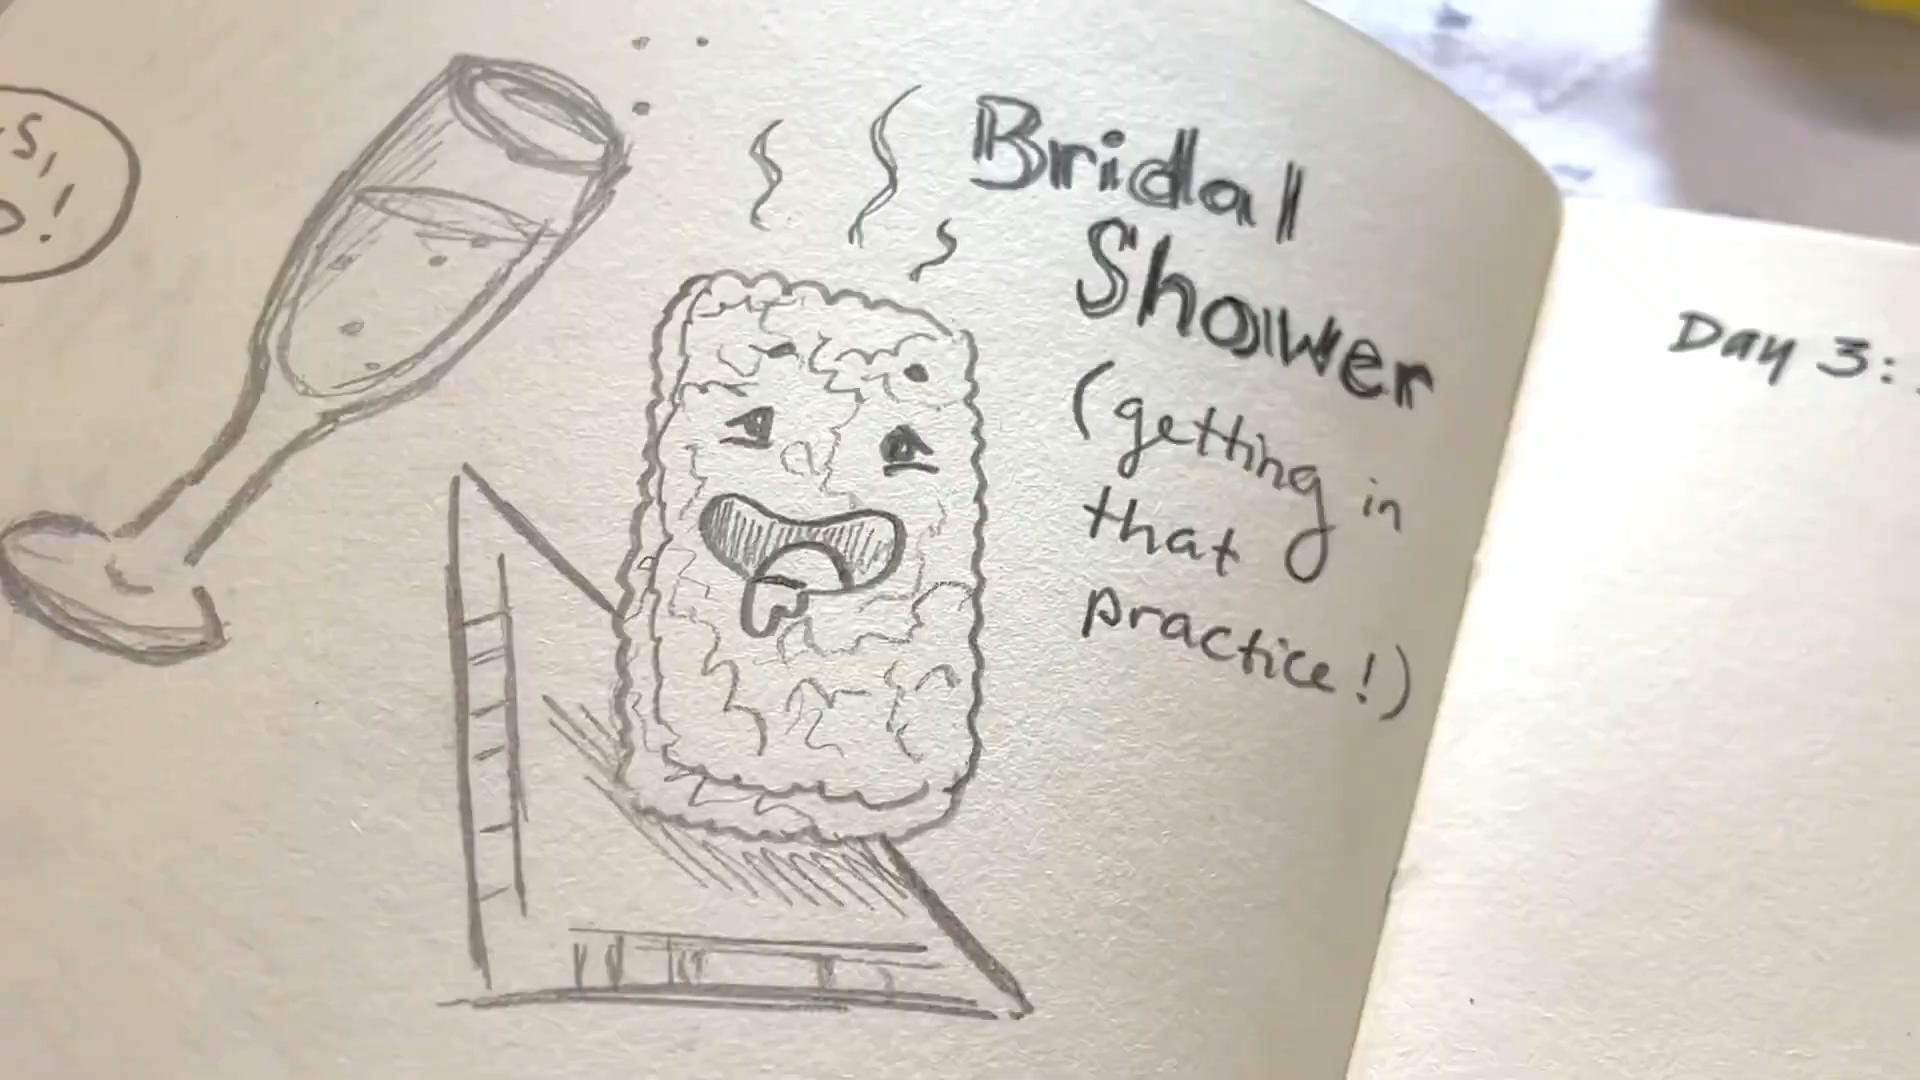 Bridal
Shower
(getting in
that
practice!)
Day 3: